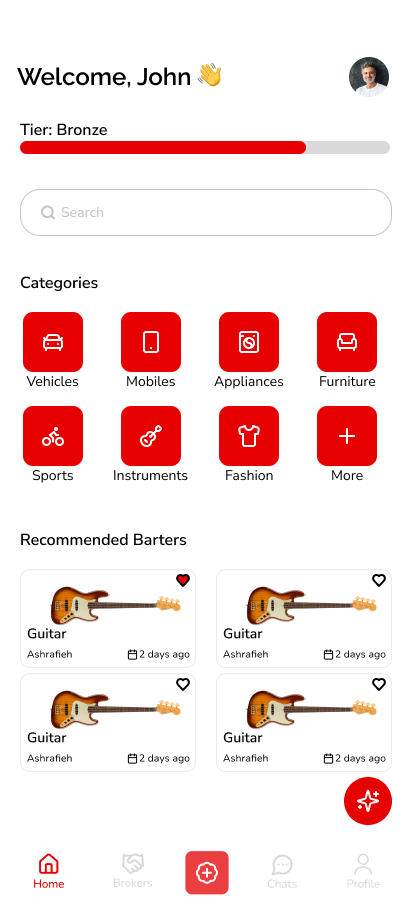 Welcome, John 👋
Tier: Bronze
Search
Categories
Vehicles Mobiles Appliances Furniture
Sports Instruments Fashion More
Recommended Barters
Guitar Guitar
Ashrafieh 2 days ago Ashrafieh 2 days ago
Guitar Guitar
Ashrafieh 2 days ago Ashrafieh 2 days ago
Home Brokers Chats Profile